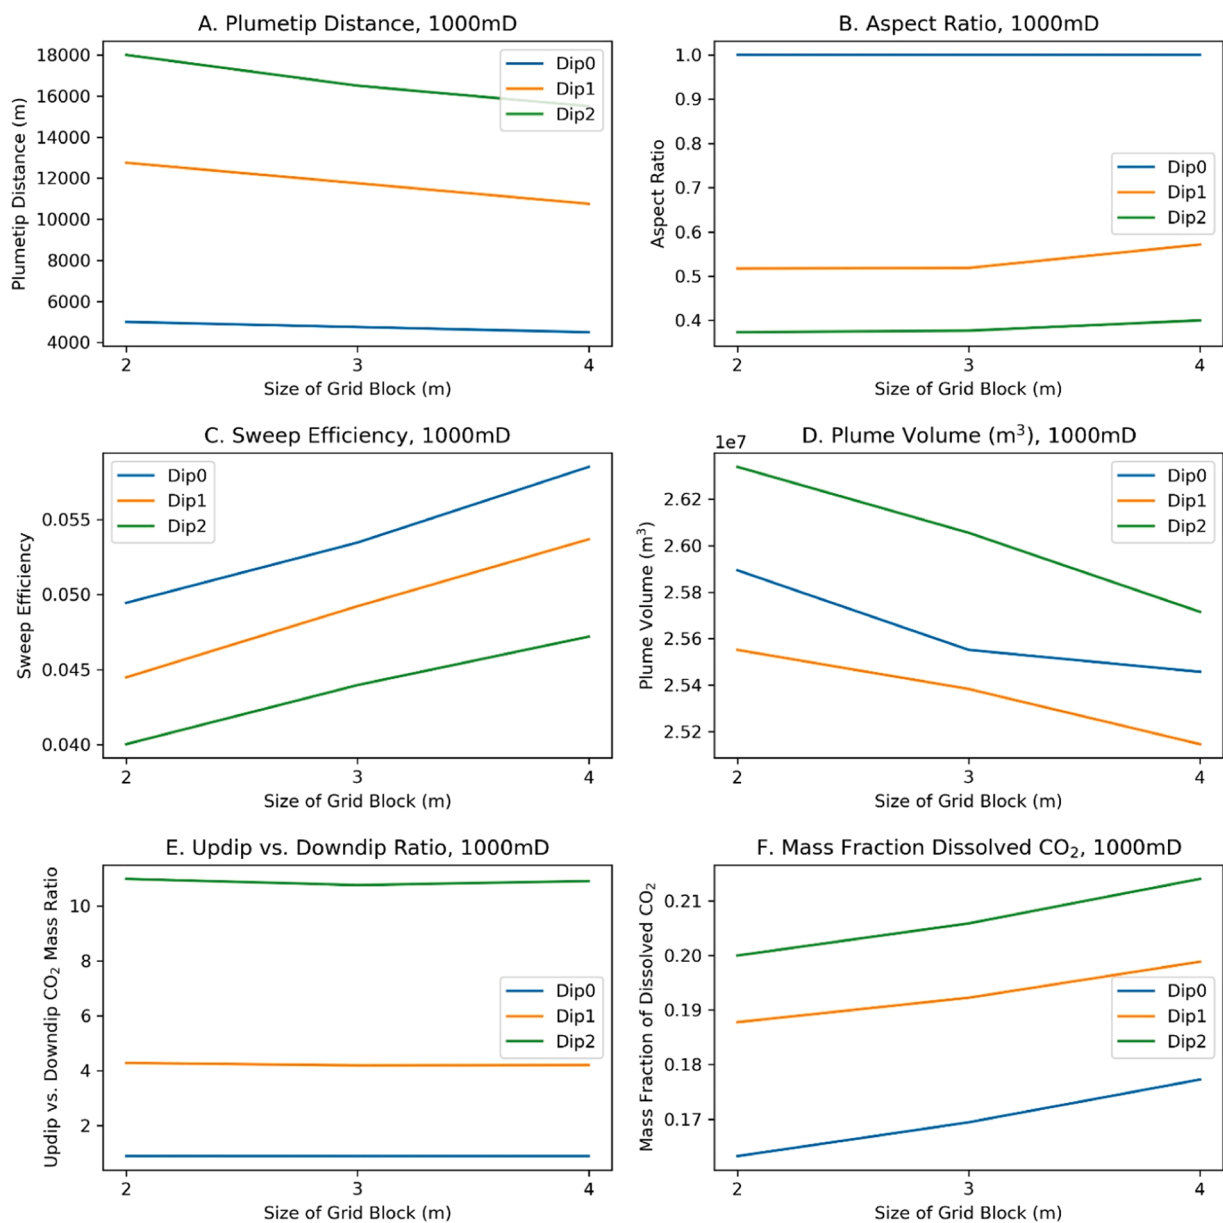 A. Plumetip Distance, 1000mD
Plumetip Distance (m)
18000
16000
14000
12000
10000
8000
6000
4000
Dip0
Dip1
Dip2
2 3 4
Size of Grid Block (m)
B. Aspect Ratio, 1000mD
Aspect Ratio
1.0
0.9
0.8
0.7
0.6
0.5
0.4
Dip0
Dip1
Dip2
2 3 4
Size of Grid Block (m)
C. Sweep Efficiency, 1000mD
Sweep Efficiency
0.055
0.050
0.045
0.040
Dip0
Dip1
Dip2
2 3 4
Size of Grid Block (m)
1e7 D. Plume Volume (m³), 1000mD
Plume Volume (m³)
2.62
2.60
2.58
2.56
2.54
2.52
Dip0
Dip1
Dip2
2 3 4
Size of Grid Block (m)
E. Updip vs. Downdip Ratio, 1000mD
Updip vs. Downdip CO₂ Mass Ratio
10
8
6
4
2
Dip0
Dip1
Dip2
2 3 4
Size of Grid Block (m)
F. Mass Fraction Dissolved CO₂, 1000mD
Mass Fraction of Dissolved CO₂
0.21
0.20
0.19
0.18
0.17
Dip0
Dip1
Dip2
2 3 4
Size of Grid Block (m)